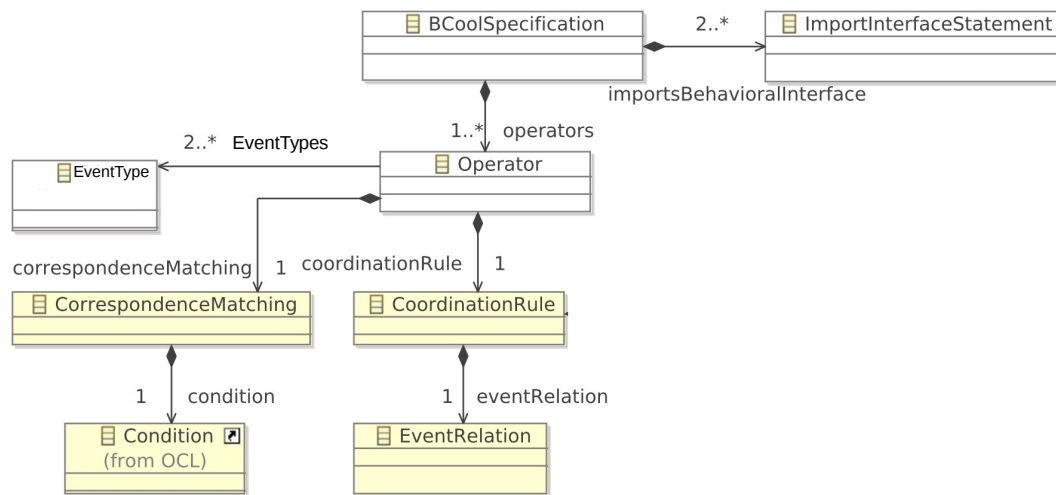 BCoolSpecification
2..*
ImportInterfaceStatement
importsBehavioralInterface
1..* operators
2..* EventTypes
EventType
Operator
correspondenceMatching 1
coordinationRule 1
CorrespondenceMatching
CoordinationRule
1 condition
1 eventRelation
Condition
(from OCL)
EventRelation